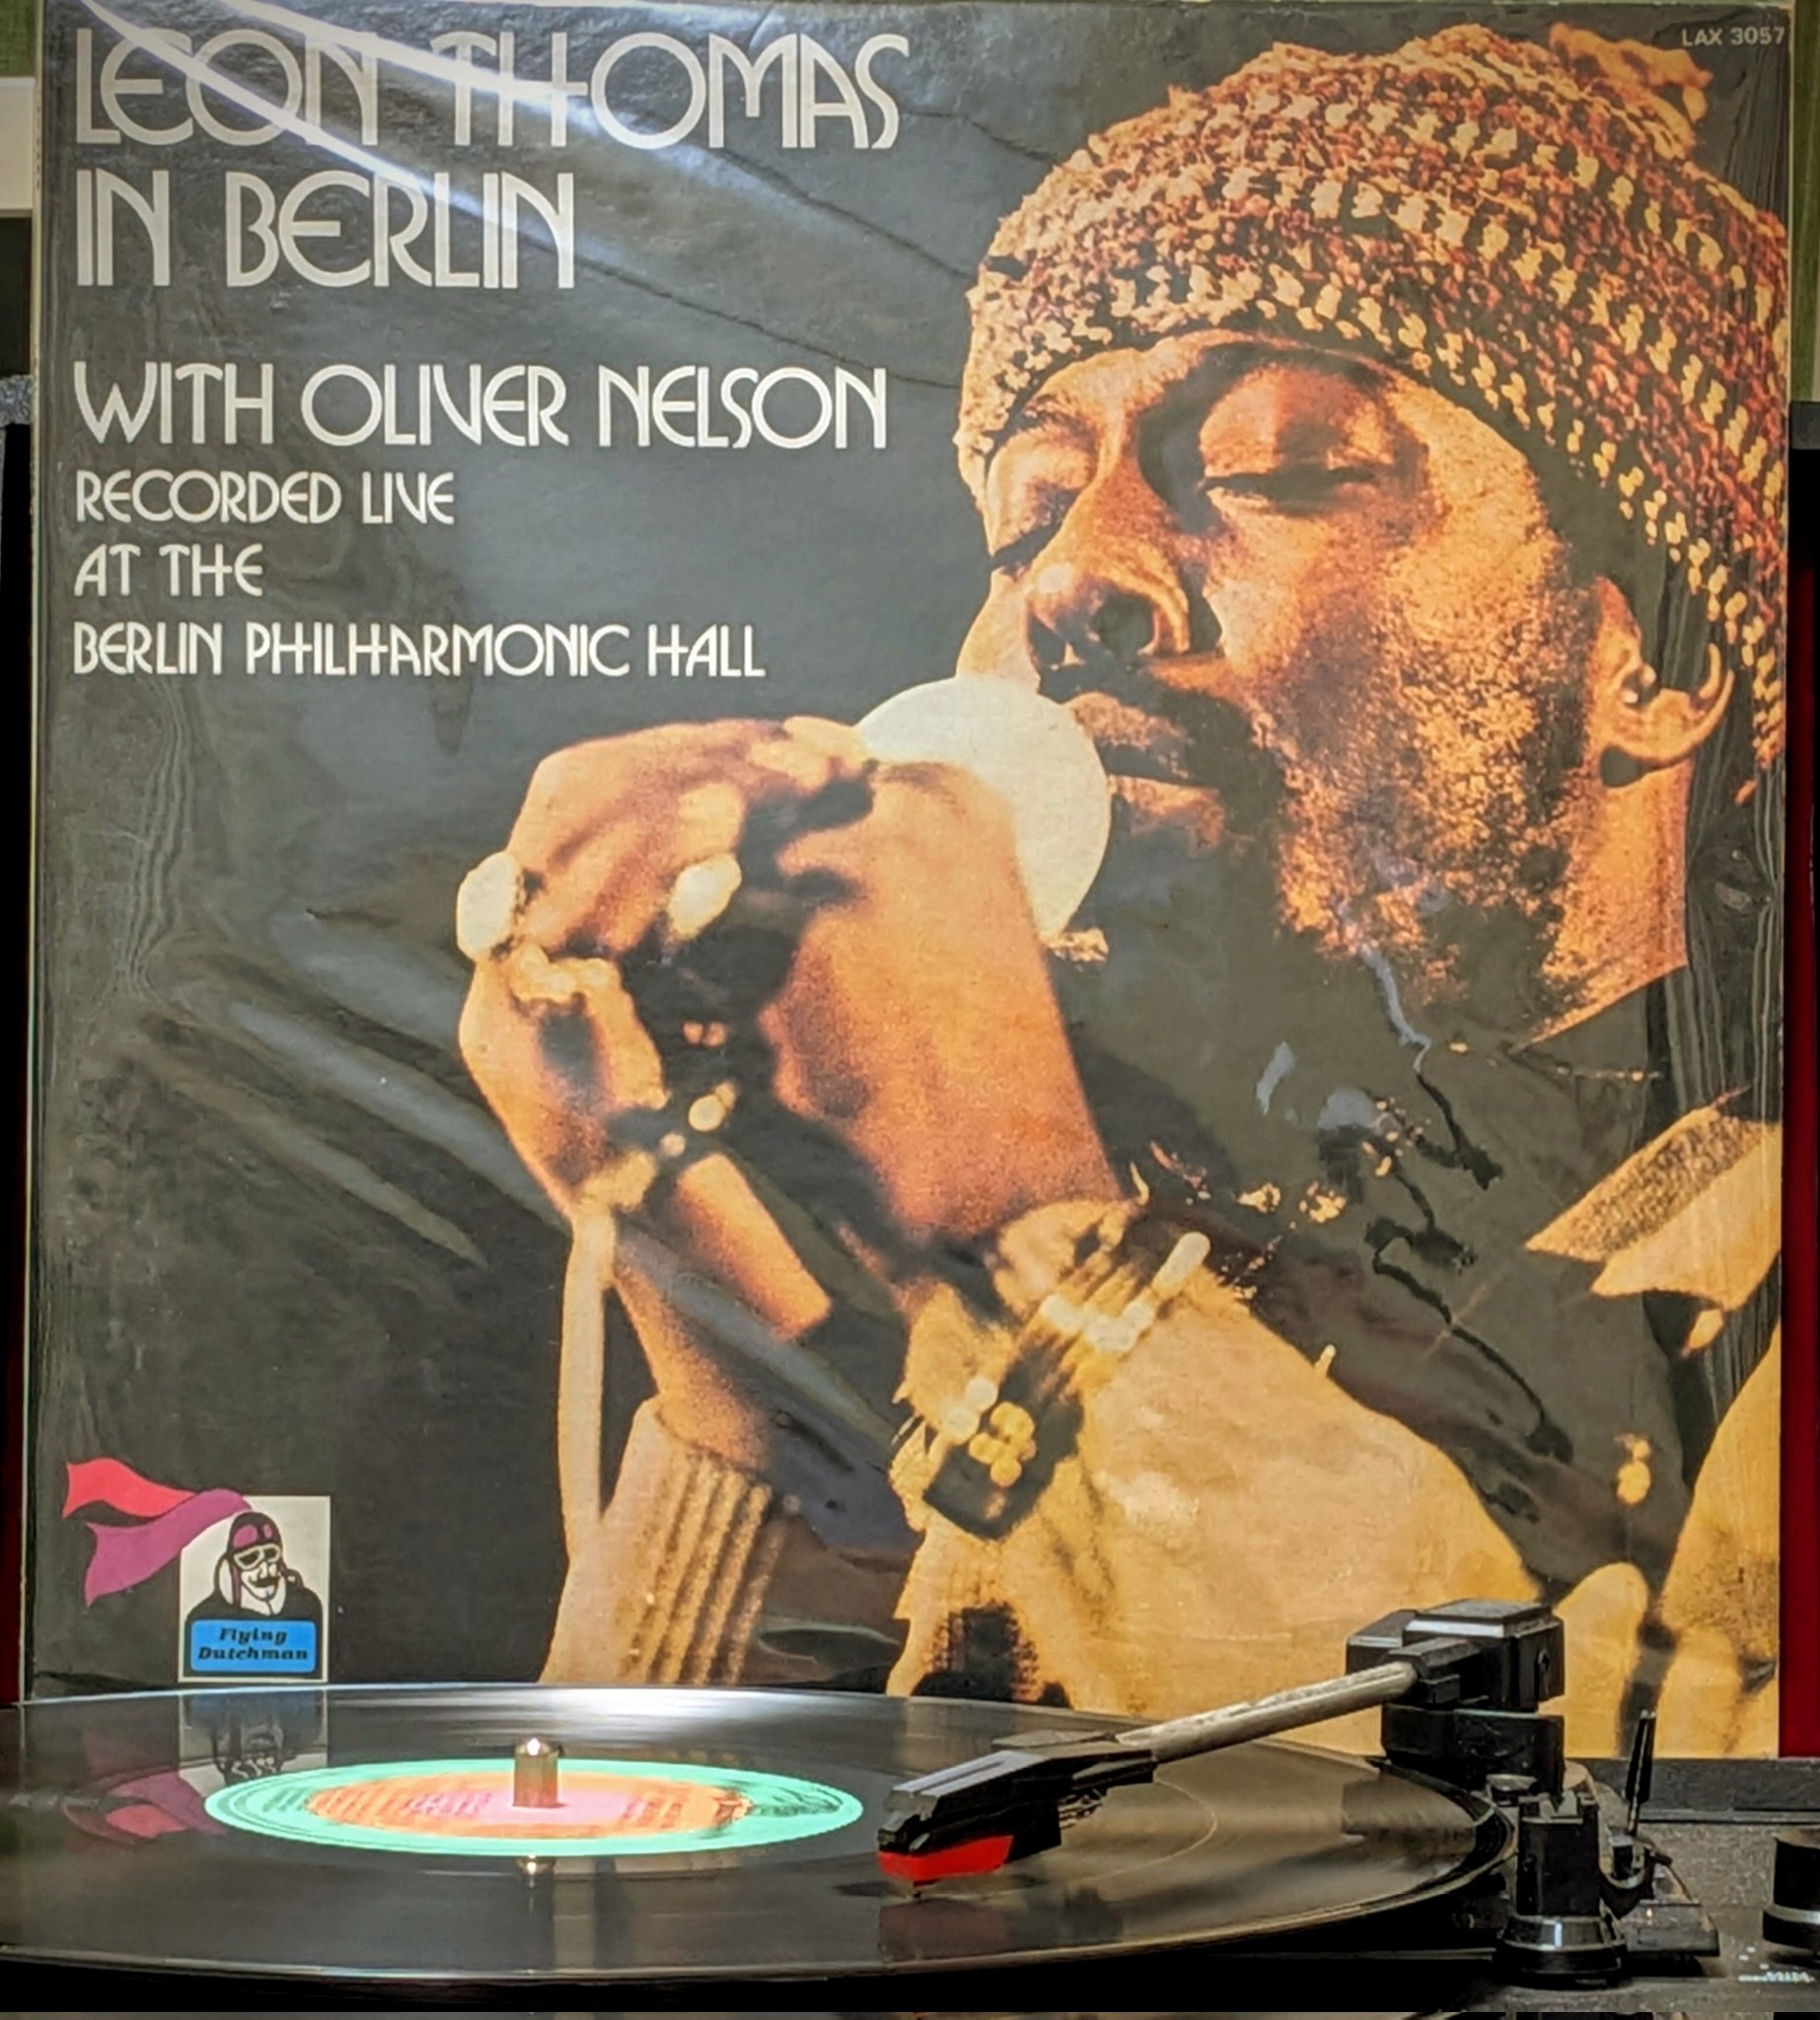 LAX 3057
LEON THOMAS
IN BERLIN
WITH OLIVER NELSON
RECORDED LIVE
AT THE
BERLIN PHILHARMONIC HALL
Flying
Dutchman